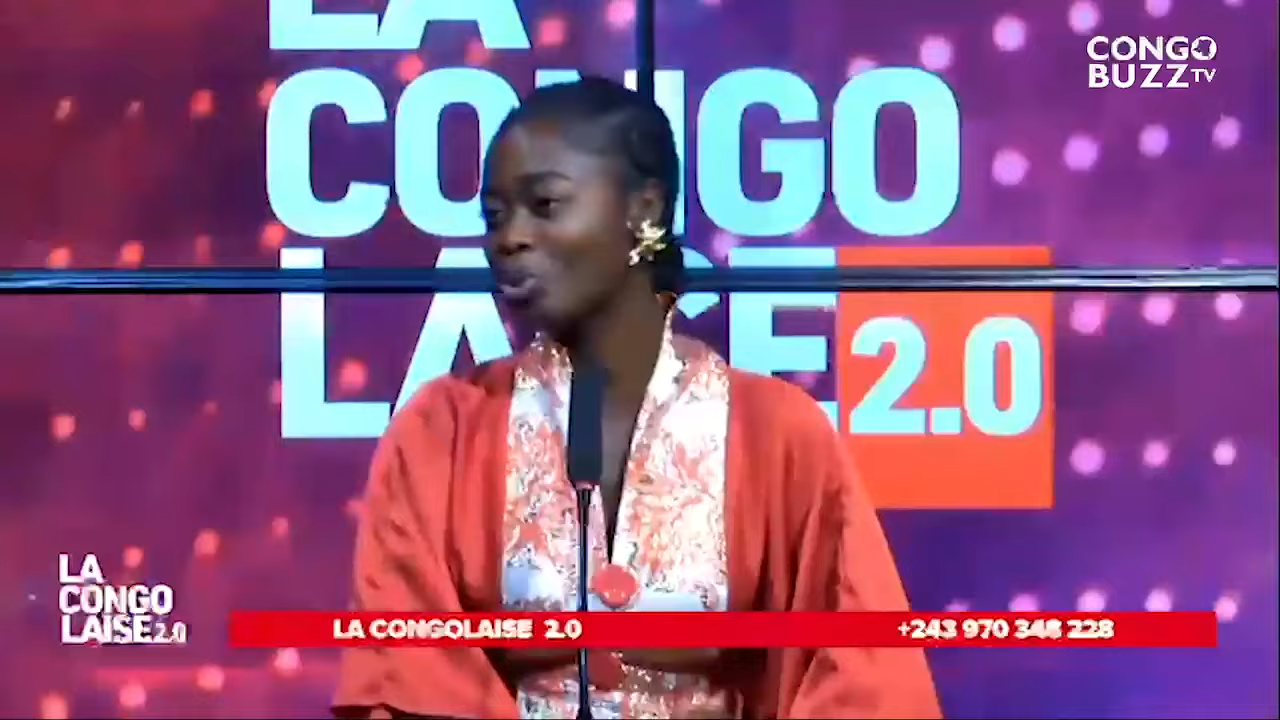 CONGO
BUZZ TV
LA
CONGO
LAISE
2.0
LA
CONGO
LAISE 2.0
LA CONGOLAISE 2.0
+243 970 348 228